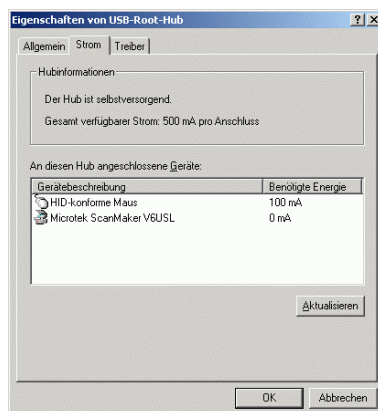 Eigenschaften von USB-Root-Hub
Allgemein Strom Treiber
Hubinformationen
Der Hub ist selbstversorgend.
Gesamt verfügbarer Strom: 500 mA pro Anschluss
An diesen Hub angeschlossene Geräte:
Gerätebeschreibung Benötigte Energie
HID-konforme Maus 100 mA
Microtek ScanMaker V6USL 0 mA
Aktualisieren
OK Abbrechen